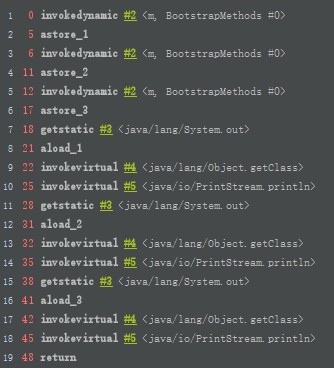 1 0 invokedynamic #2 <m, BootstrapMethods #0>
2 5 astore_1
3 6 invokedynamic #2 <m, BootstrapMethods #0>
4 11 astore_2
5 12 invokedynamic #2 <m, BootstrapMethods #0>
6 17 astore_3
7 18 getstatic #3 <java/lang/System.out>
8 21 aload_1
9 22 invokevirtual #4 <java/lang/Object.getClass>
10 25 invokevirtual #5 <java/io/PrintStream.println>
11 28 getstatic #3 <java/lang/System.out>
12 31 aload_2
13 32 invokevirtual #4 <java/lang/Object.getClass>
14 35 invokevirtual #5 <java/io/PrintStream.println>
15 38 getstatic #3 <java/lang/System.out>
16 41 aload_3
17 42 invokevirtual #4 <java/lang/Object.getClass>
18 45 invokevirtual #5 <java/io/PrintStream.println>
19 48 return